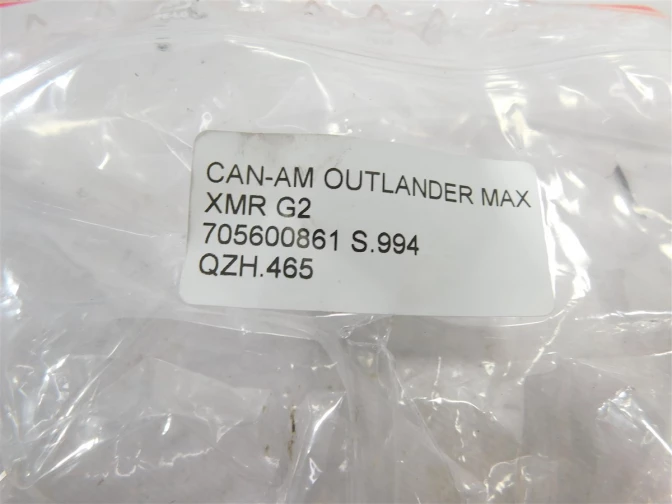 CAN-AM OUTLANDER MAX
XMR G2
705600861 S.994
QZH.465